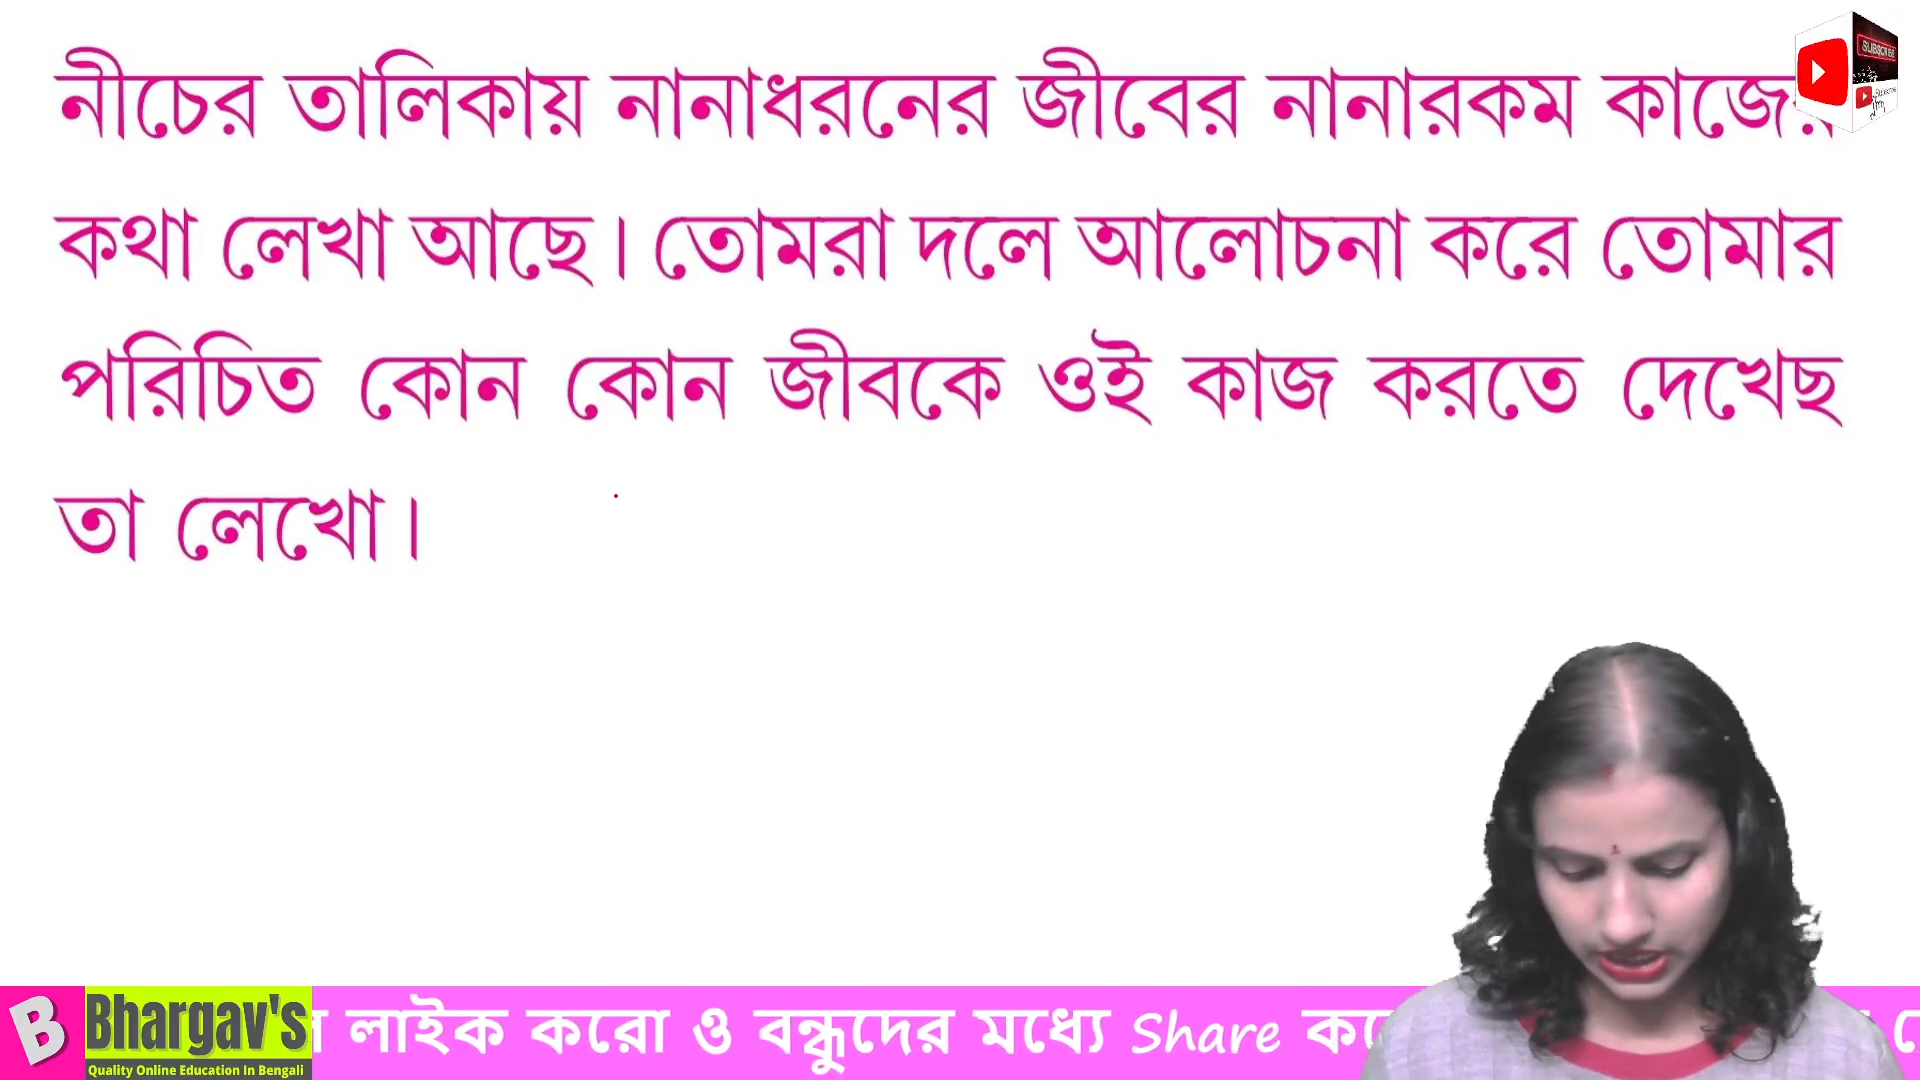 নীচের তালিকায় নানাধরনের জীবের নানারকম কাজের
কথা লেখা আছে। তোমরা দলে আলোচনা করে তোমার
পরিচিত কোন কোন জীবকে ওই কাজ করতে দেখেছ
তা লেখো।
SUBSCRIBE
B Bhargav's
Quality Online Education In Bengali
লাইক করো ও বন্ধুদের মধ্যে Share